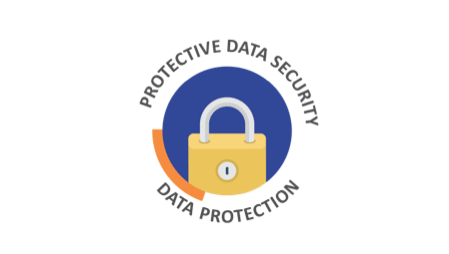 PROTECTIVE DATA SECURITY
DATA PROTECTION